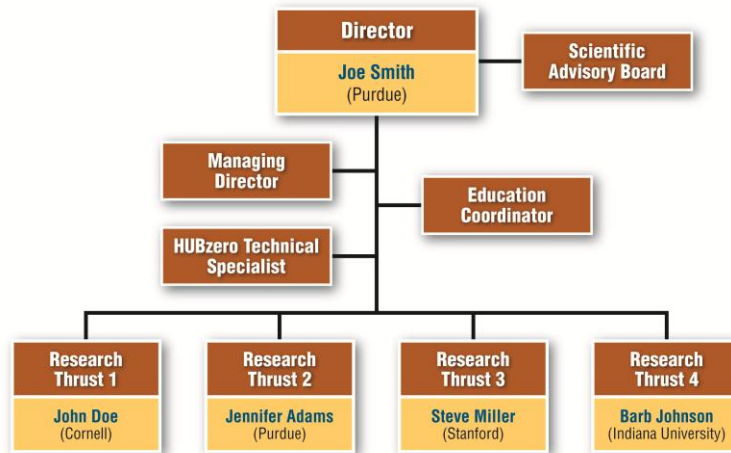 Director
Joe Smith
(Purdue)
Scientific
Advisory Board
Managing
Director
Education
Coordinator
HUBzero Technical
Specialist
Research
Thrust 1
John Doe
(Cornell)
Research
Thrust 2
Jennifer Adams
(Purdue)
Research
Thrust 3
Steve Miller
(Stanford)
Research
Thrust 4
Barb Johnson
(Indiana University)